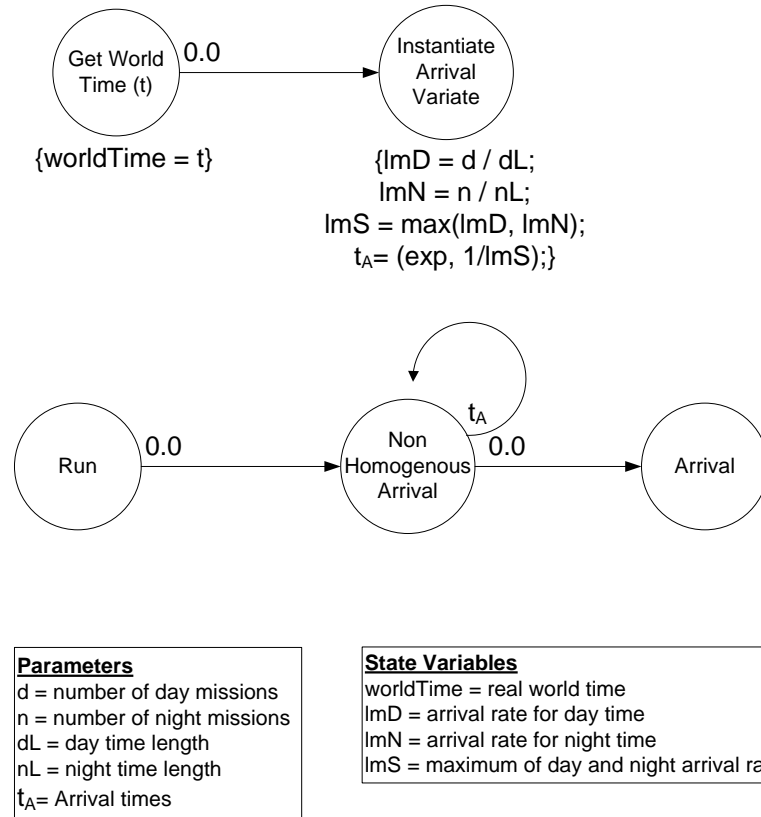 Get World
Time (t)
0.0
Instantiate
Arrival
Variate
{worldTime = t}
{lmD = d / dL;
lmN = n / nL;
lmS = max(lmD, lmN);
tA= (exp, 1/lmS);}
Run
0.0
Non
Homogenous
Arrival
tA
0.0
Arrival
Parameters
d = number of day missions
n = number of night missions
dL = day time length
nL = night time length
tA= Arrival times
State Variables
worldTime = real world time
lmD = arrival rate for day time
lmN = arrival rate for night time
lmS = maximum of day and night arrival ra